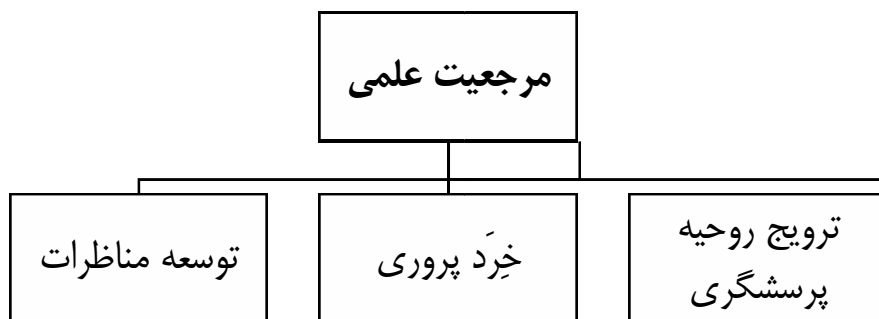 مرجعیت علمی
ترویج روحیه
پرسشگری
خِرَد پروری
توسعه مناظرات